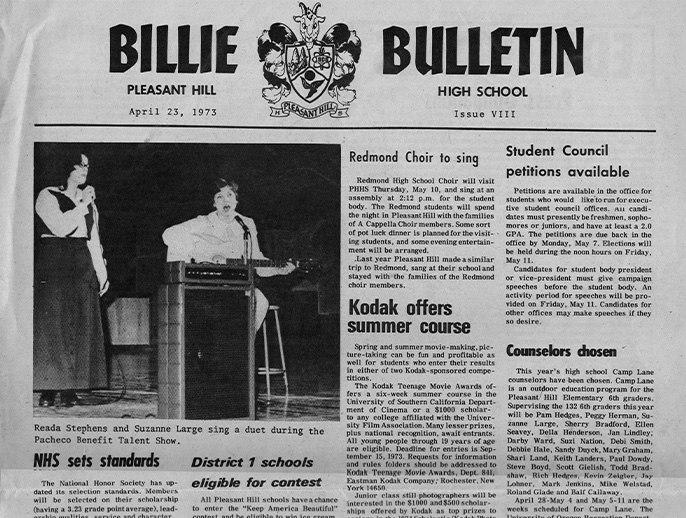 BILLIE BULLETIN
PLEASANT HILL
HIGH SCHOOL
April 23, 1973
Issue VIII
PLEASANT HILL
H S
Reada Stephens and Suzanne Large sing a duet during the
Pacheco Benefit Talent Show.
NHS sets standards
The National Honor Society has up-
dated its selection standards. Members
will be selected on their scholarship
(having a 3.23 grade point average), lead-
ership qualities, service and character.
District 1 schools
eligible for contest
All Pleasant Hill schools have a chance
to enter the "Keep America Beautiful"
contest and be eligible to win ice cream
Redmond Choir to sing
Redmond High School Choir will visit
PHHS Thursday, May 10, and sing at an
assembly at 2:12 p.m. for the student
body. The Redmond students will spend
the night in Pleasant Hill with the families
of A Cappella Choir members. Some sort
of pot luck dinner is planned for the visit-
ing students, and some evening entertain-
ment will be arranged.
Last year Pleasant Hill made a similar
trip to Redmond, sang at their school and
stayed with the families of the Redmond
choir members.
Kodak offers
summer course
Spring and summer movie-making, pic-
ture-taking can be fun and profitable as
well for students who enter their results
in either of two Kodak-sponsored compe-
titions.
The Kodak Teenage Movie Awards of-
fers a six-week summer course in the
University of Southern California Depart-
ment of Cinema or a $1000 scholar-
to any college affiliated with the Univer-
sity Film Association. Many lesser prizes,
plus national recognition, await entrants.
All young people through 19 years of age
are eligible. Deadline for entries is Sep-
tember 15, 1973. Requests for information
and rules folders should be addressed to
Kodak Teenage Movie Awards, Dept. 841,
Eastman Kodak Company, Rochester, New
York 14650.
Junior class still photographers will be
interested in the $1000 and $500 scholar-
ships offered by Kodak as top prizes to
Student Council
petitions available
Petitions are available in the office for
students who would like to run for execu-
tive student council offices. All candi-
dates must presently be freshmen, sopho-
mores or juniors, and have at least a 2.0
GPA. The petitions are due back in the
office by Monday, May 7. Elections will
be held during the noon hours on Friday,
May 11.
Candidates for student body president
or vice-president must give campaign
speeches before the student body. An
activity period for speeches will be pro-
vided on Friday, May 11. Candidates for
other offices may make speeches if they
so desire.
Counselors chosen
This year's high school Camp Lane
counselors have been chosen. Camp Lane
is an outdoor education program for the
Pleasant Hill Elementary 6th graders.
Supervising the 132 6th graders this year
will be Pam Hedges, Peggy Herman, Su-
zanne Large, Sherry Bradford, Ellen
Seavey, Della Henderson, Jan Lindley;
Darby Ward, Suzi Nation, Debi Smith,
Debbie Hale, Sandy Duyck, Mary Graham,
Shari Land, Keith Landers, Paul Dowdy,
Steve Boyd, Scott Gielish, Todd Brad-
shaw, Rich Hedger, Kevin Zeigler, Jay
Lohner, Mark Jenkins, Mike Welstad,
Roland Glade and Ralf Callaway.
April 28-May 4 and May 5-11 are the
weeks scheduled for Camp Lane. The